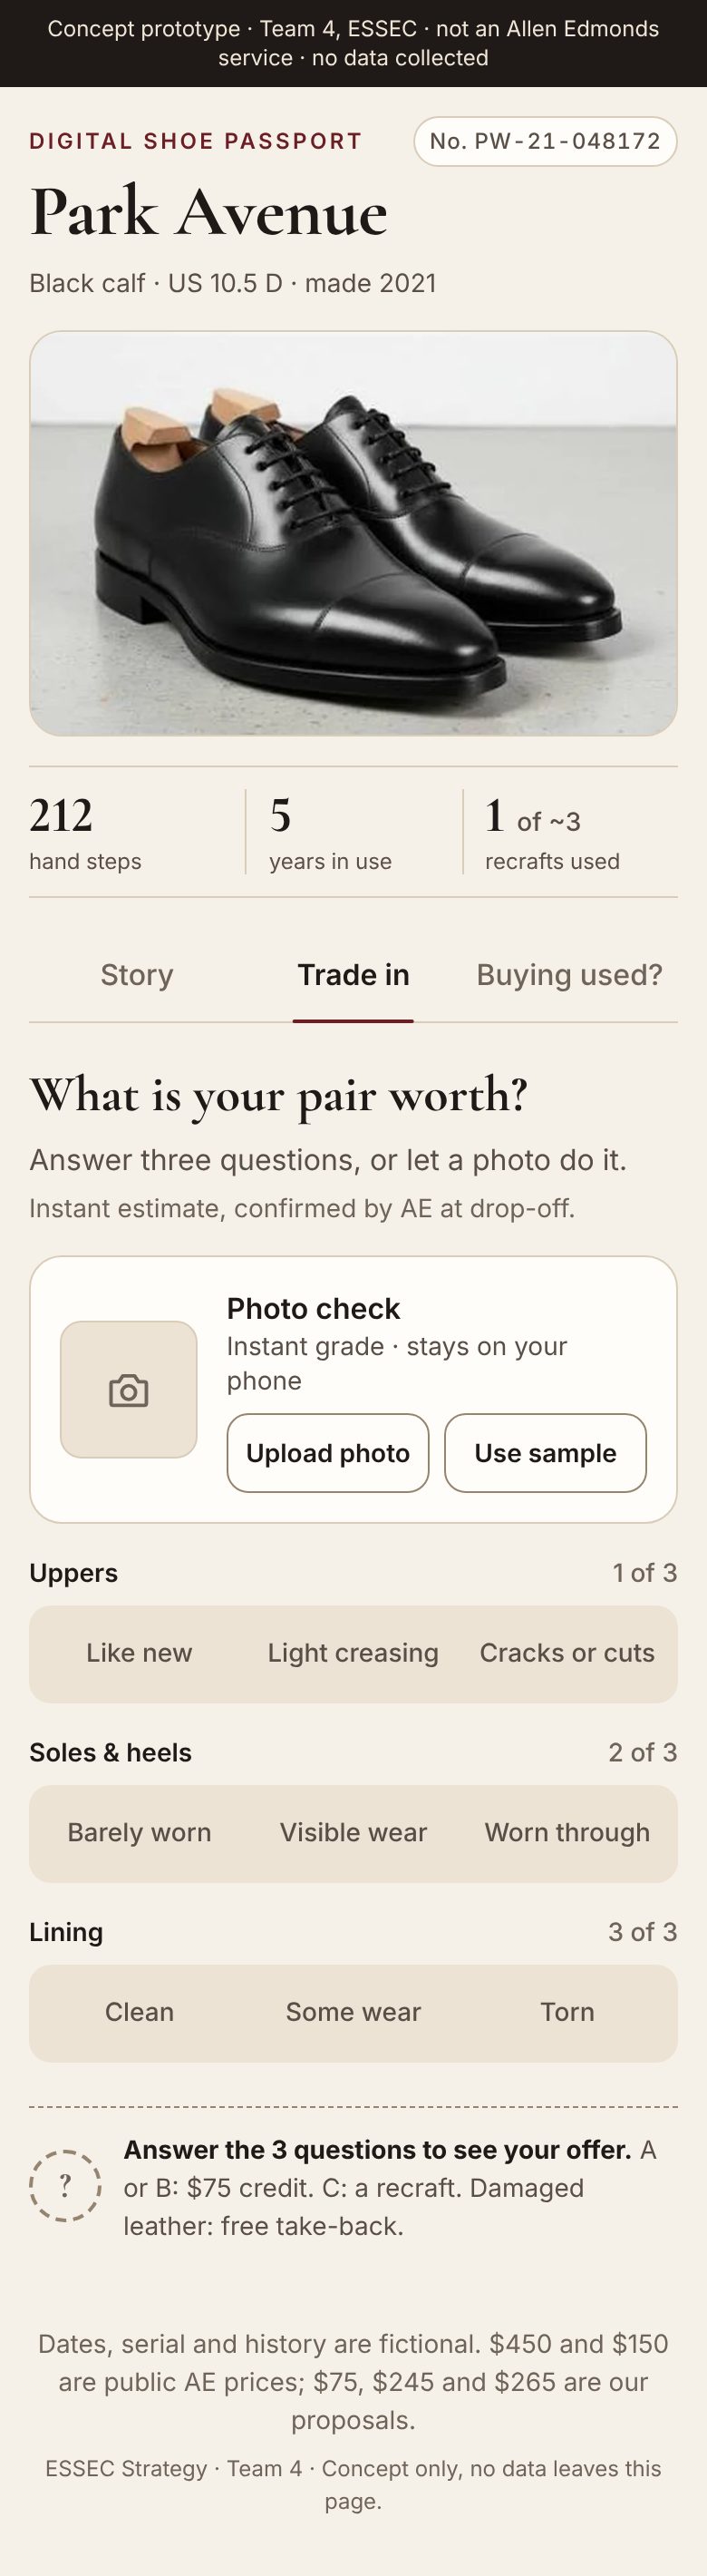 Concept prototype · Team 4, ESSEC · not an Allen Edmonds
service · no data collected
DIGITAL SHOE PASSPORT
No. PW-21-048172
Park Avenue
Black calf · US 10.5 D · made 2021
212
hand steps
5
years in use
1 of ~3
recrafts used
Story
Trade in
Buying used?
What is your pair worth?
Answer three questions, or let a photo do it.
Instant estimate, confirmed by AE at drop-off.
Photo check
Instant grade · stays on your
phone
Upload photo
Use sample
Uppers
1 of 3
Like new
Light creasing
Cracks or cuts
Soles & heels
2 of 3
Barely worn
Visible wear
Worn through
Lining
3 of 3
Clean
Some wear
Torn
?
Answer the 3 questions to see your offer. A
or B: $75 credit. C: a recraft. Damaged
leather: free take-back.
Dates, serial and history are fictional. $450 and $150
are public AE prices; $75, $245 and $265 are our
proposals.
ESSEC Strategy · Team 4 · Concept only, no data leaves this
page.